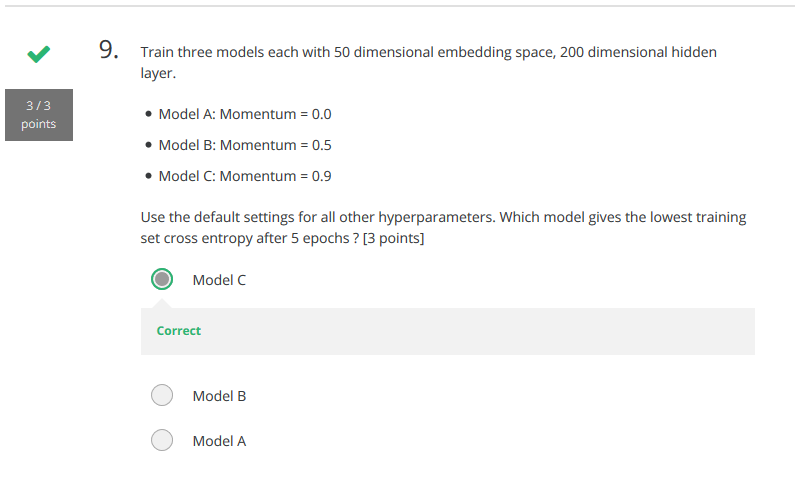 9.
Train three models each with 50 dimensional embedding space, 200 dimensional hidden
layer.
3 / 3
points
• Model A: Momentum = 0.0
• Model B: Momentum = 0.5
• Model C: Momentum = 0.9
Use the default settings for all other hyperparameters. Which model gives the lowest training
set cross entropy after 5 epochs ? [3 points]
Model C
Correct
Model B
Model A